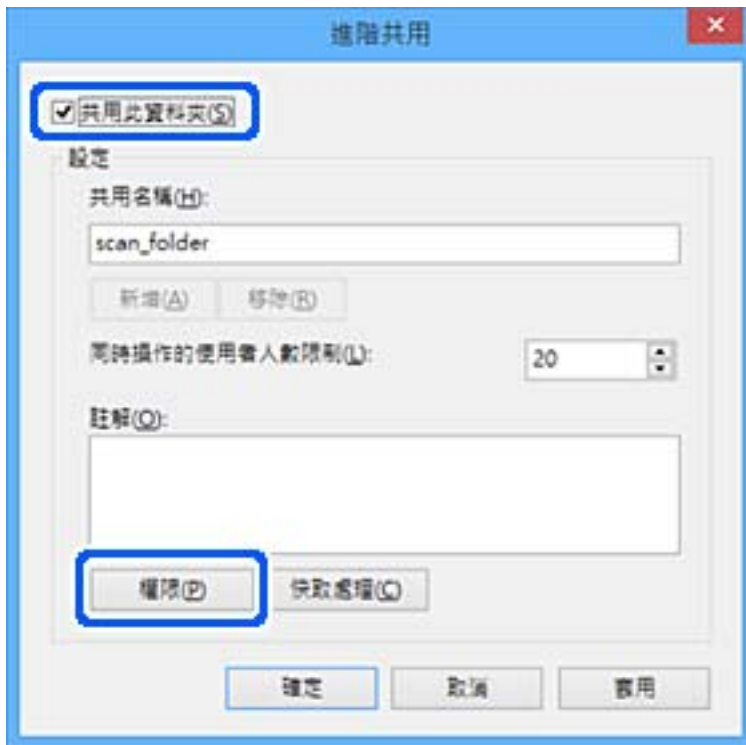 進階共用
共用此資料夾(S)
設定
共用名稱(H):
scan_folder
新增(A) 移除(R)
同時操作的使用者人數限制(L): 20
註解(O):
權限(P) 快取處理(C)
確定 取消 套用